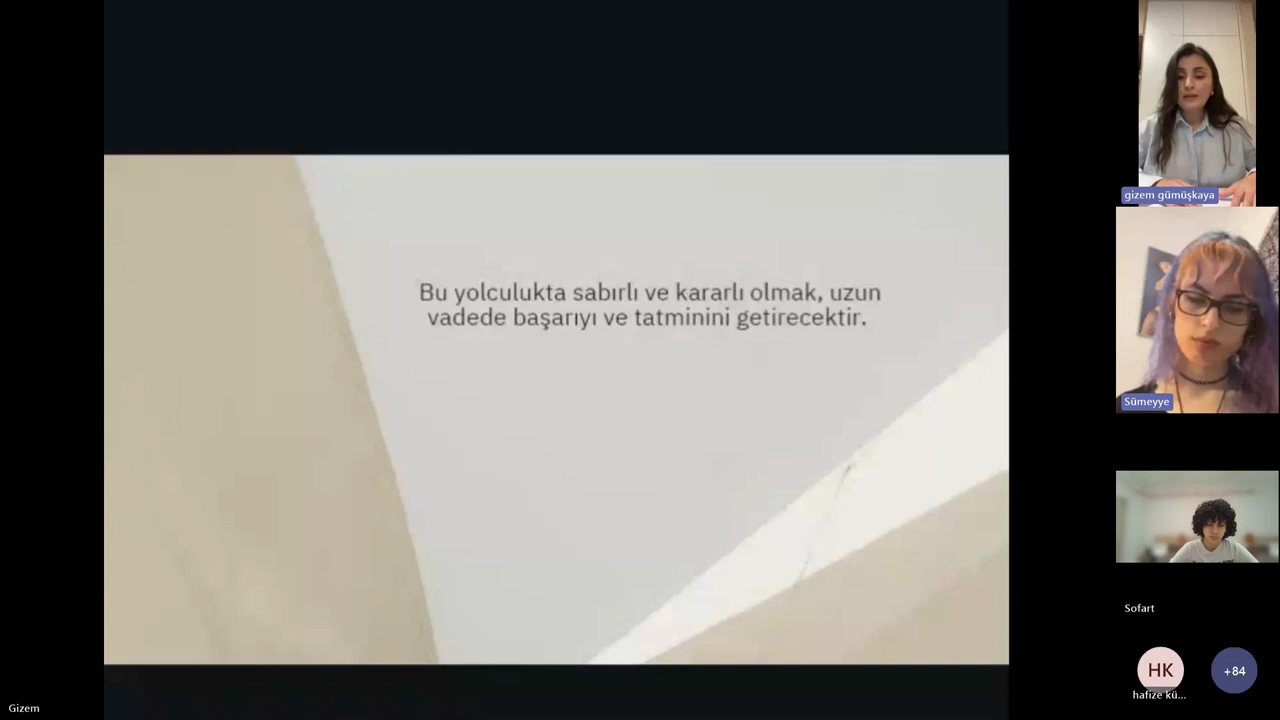 Bu yolculukta sabırlı ve kararlı olmak, uzun
vadede başarıyı ve tatminini getirecektir.
gizem gümüşkaya
Sümeyye
Sofart
HK
+84
hafize kü...
Gizem